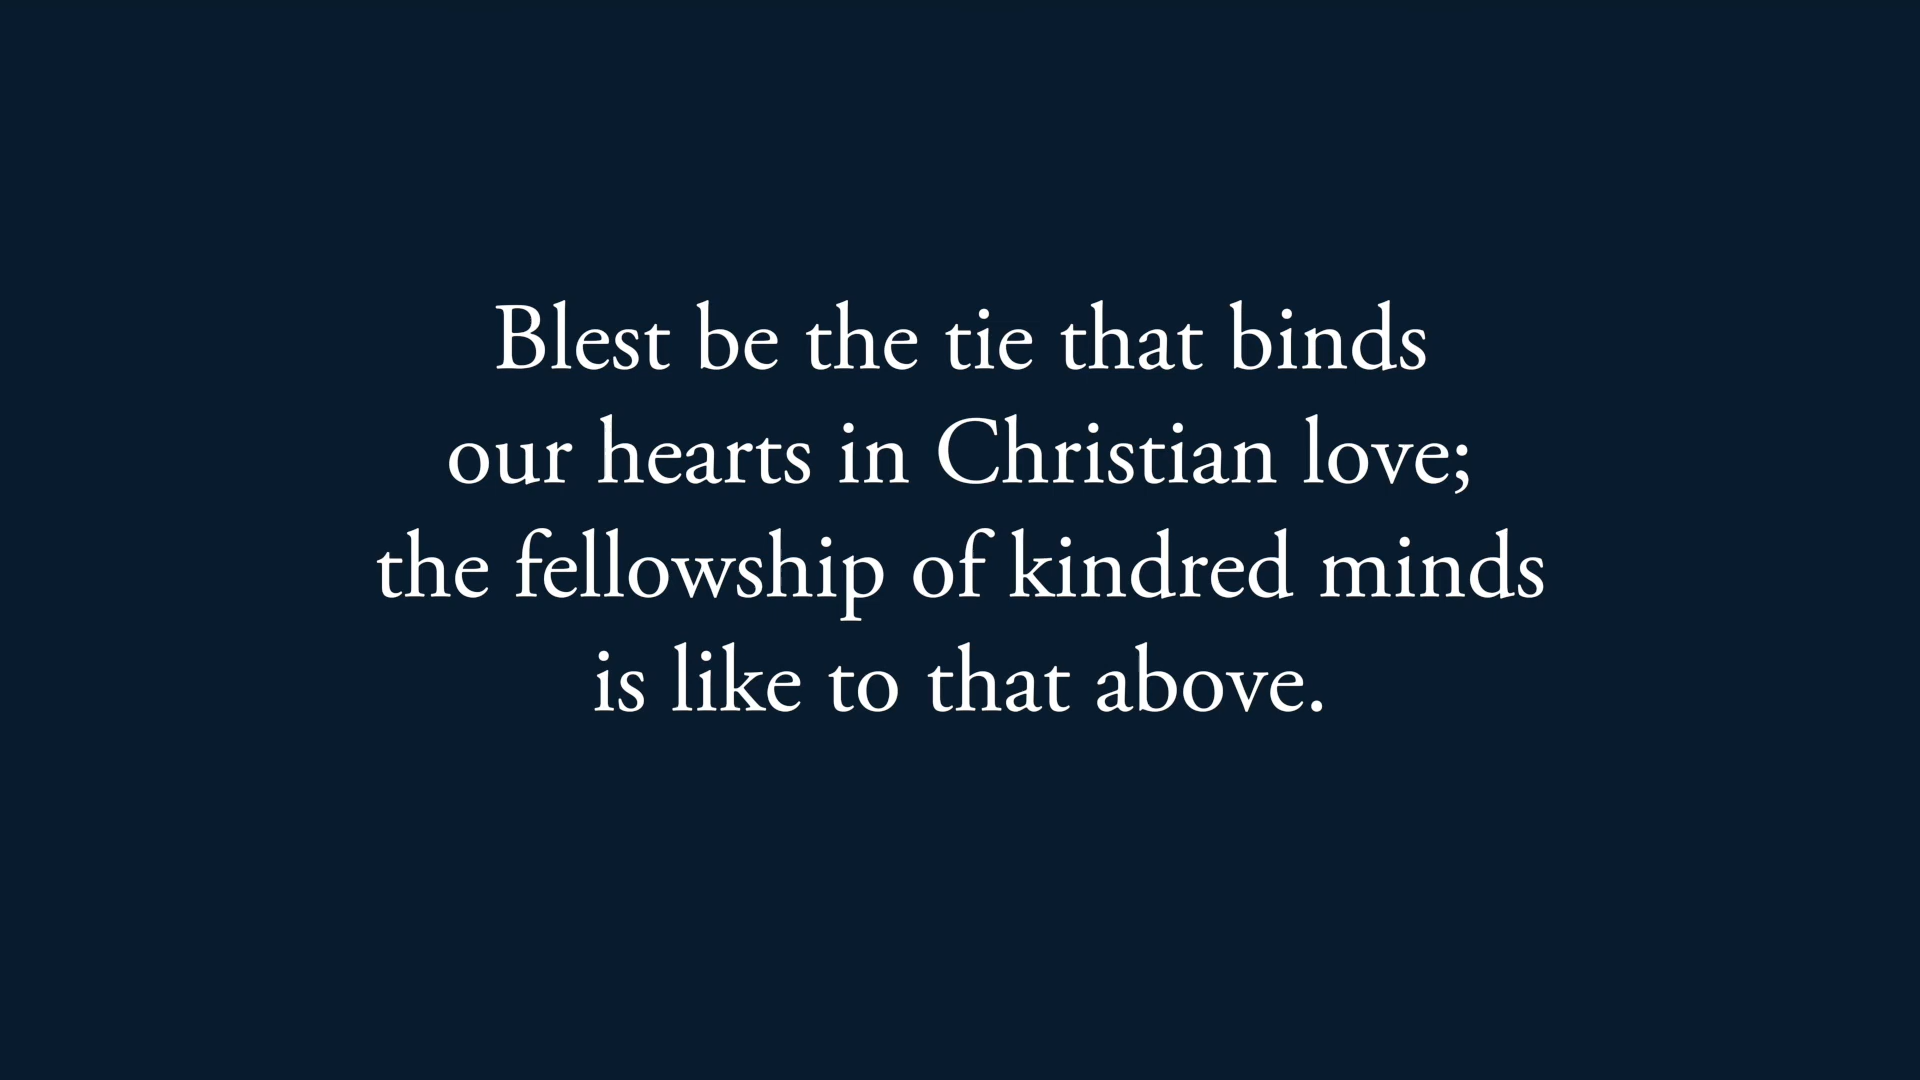 Blest be the tie that binds
our hearts in Christian love;
the fellowship of kindred minds
is like to that above.